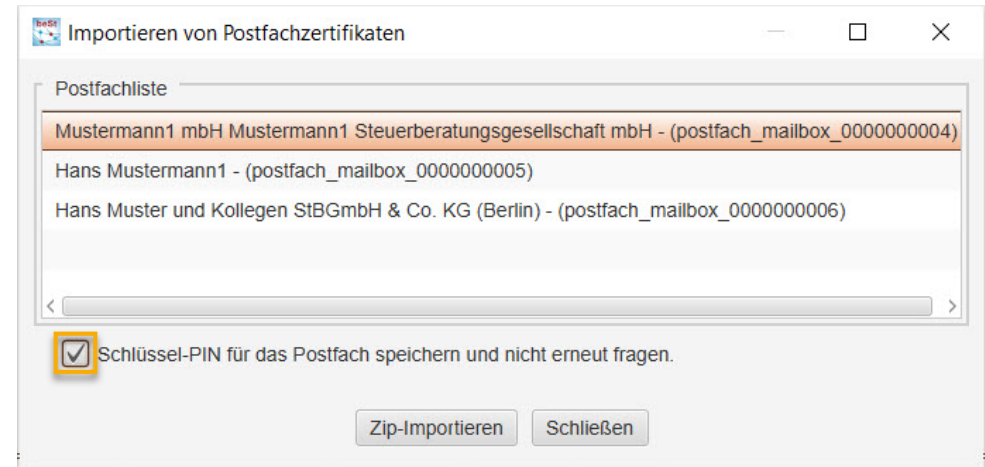 beSt
Importieren von Postfachzertifikaten
Postfachliste
Mustermann1 mbH Mustermann1 Steuerberatungsgesellschaft mbH - (postfach_mailbox_0000000004)
Hans Mustermann1 - (postfach_mailbox_0000000005)
Hans Muster und Kollegen StBGmbH & Co. KG (Berlin) - (postfach_mailbox_0000000006)
Schlüssel-PIN für das Postfach speichern und nicht erneut fragen.
Zip-Importieren Schließen